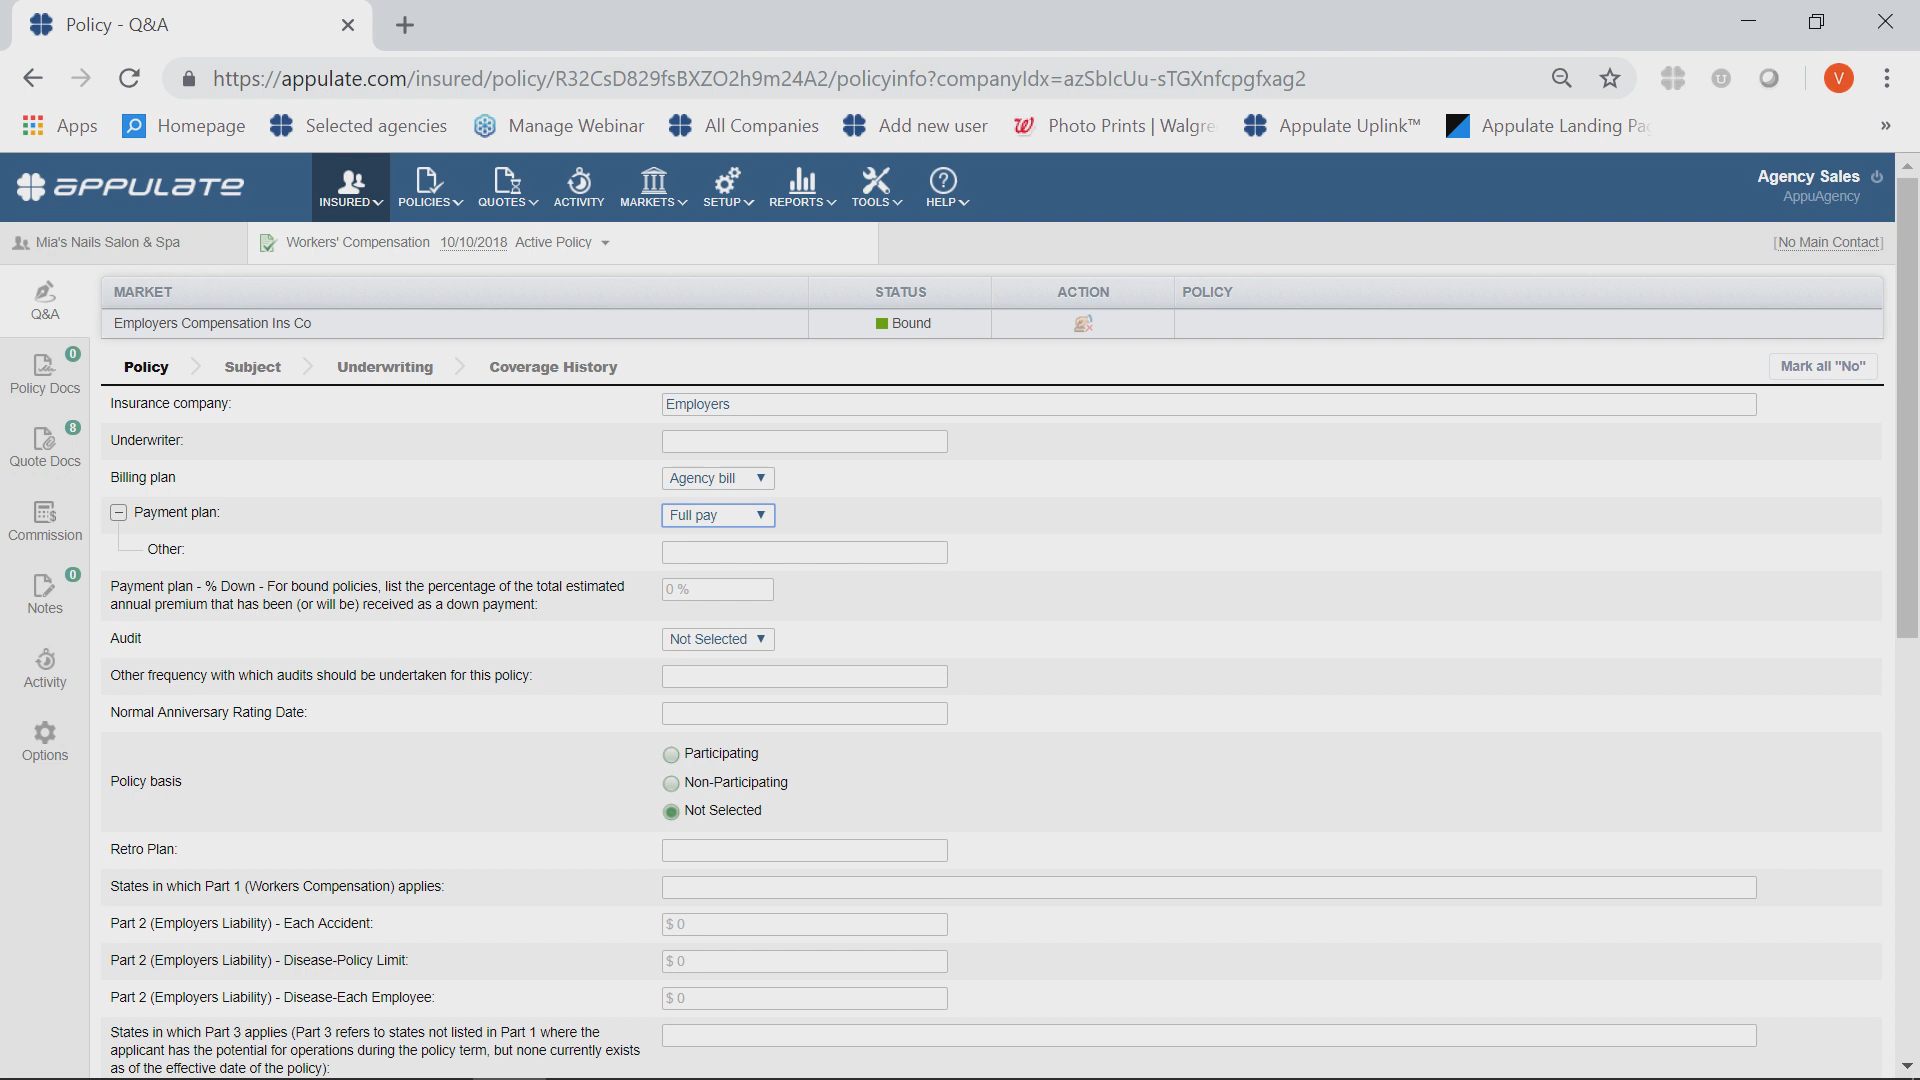 Policy - Q&A
https://appulate.com/insured/policy/R32CsD829fsBXZO2h9m24A2/policyinfo?companyIdx=azSbIcUu-sTGXnfcpgfxag2
V
Apps
Homepage
Selected agencies
Manage Webinar
All Companies
Add new user
Photo Prints | Walgre
Appulate Uplink™
Appulate Landing Pa
»
APPULATE
INSURED
POLICIES
QUOTES
ACTIVITY
MARKETS
SETUP
REPORTS
TOOLS
HELP
Agency Sales
AppuAgency
Mia's Nails Salon & Spa
Workers' Compensation 10/10/2018 Active Policy
[No Main Contact]
Q&A
Policy Docs
0
Quote Docs
8
Commission
Notes
0
Activity
Options
MARKET STATUS ACTION POLICY
Employers Compensation Ins Co Bound
Policy Subject Underwriting Coverage History
Mark all "No"
Insurance company: Employers
Underwriter:
Billing plan Agency bill
Payment plan: Full pay
Other:
Payment plan - % Down - For bound policies, list the percentage of the total estimated
annual premium that has been (or will be) received as a down payment:
0 %
Audit Not Selected
Other frequency with which audits should be undertaken for this policy:
Normal Anniversary Rating Date:
Policy basis
Participating
Non-Participating
Not Selected
Retro Plan:
States in which Part 1 (Workers Compensation) applies:
Part 2 (Employers Liability) - Each Accident: $ 0
Part 2 (Employers Liability) - Disease-Policy Limit: $ 0
Part 2 (Employers Liability) - Disease-Each Employee: $ 0
States in which Part 3 applies (Part 3 refers to states not listed in Part 1 where the
applicant has the potential for operations during the policy term, but none currently exists
as of the effective date of the policy):